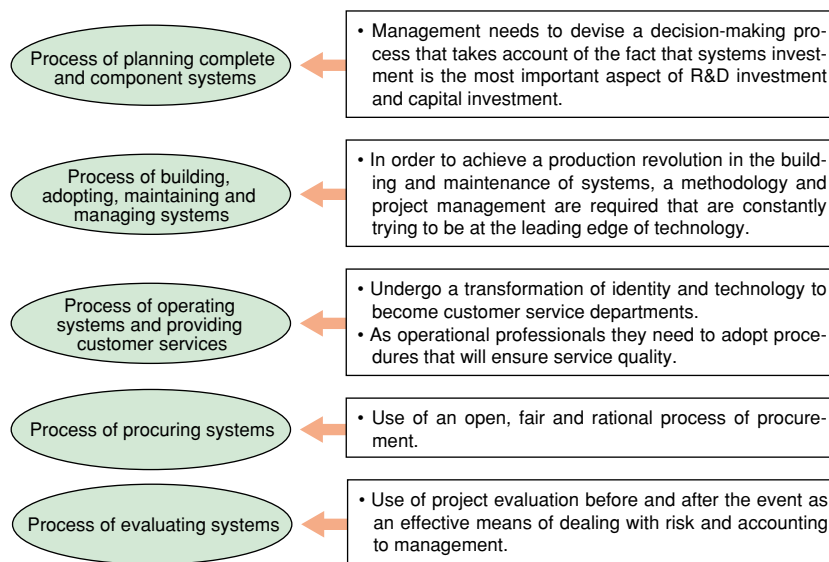 Process of planning complete
and component systems
• Management needs to devise a decision-making pro-
cess that takes account of the fact that systems invest-
ment is the most important aspect of R&D investment
and capital investment.
Process of building,
adopting, maintaining and
managing systems
• In order to achieve a production revolution in the build-
ing and maintenance of systems, a methodology and
project management are required that are constantly
trying to be at the leading edge of technology.
Process of operating
systems and providing
customer services
• Undergo a transformation of identity and technology to
become customer service departments.
• As operational professionals they need to adopt proce-
dures that will ensure service quality.
Process of procuring systems
• Use of an open, fair and rational process of procure-
ment.
Process of evaluating systems
• Use of project evaluation before and after the event as
an effective means of dealing with risk and accounting
to management.